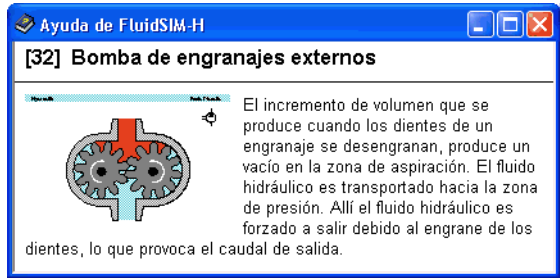 Ayuda de FluidSIM-H
[32] Bomba de engranajes externos
El incremento de volumen que se
produce cuando los dientes de un
engranaje se desengranan, produce un
vacío en la zona de aspiración. El fluido
hidráulico es transportado hacia la zona
de presión. Allí el fluido hidráulico es
forzado a salir debido al engrane de los
dientes, lo que provoca el caudal de salida.